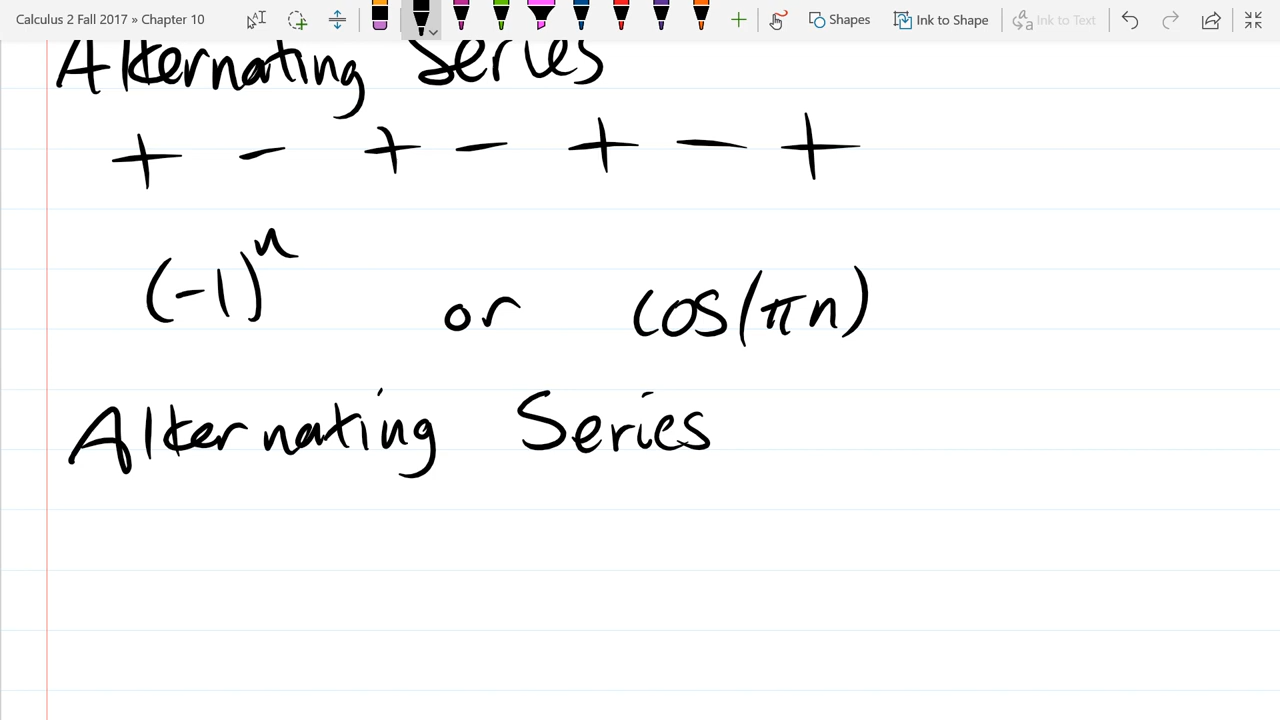 Calculus 2 Fall 2017 » Chapter 10
Shapes
Ink to Shape
Ink to Text
Alternating Series
+ - + - + - +
(-1)^n or cos(πn)
Alternating Series